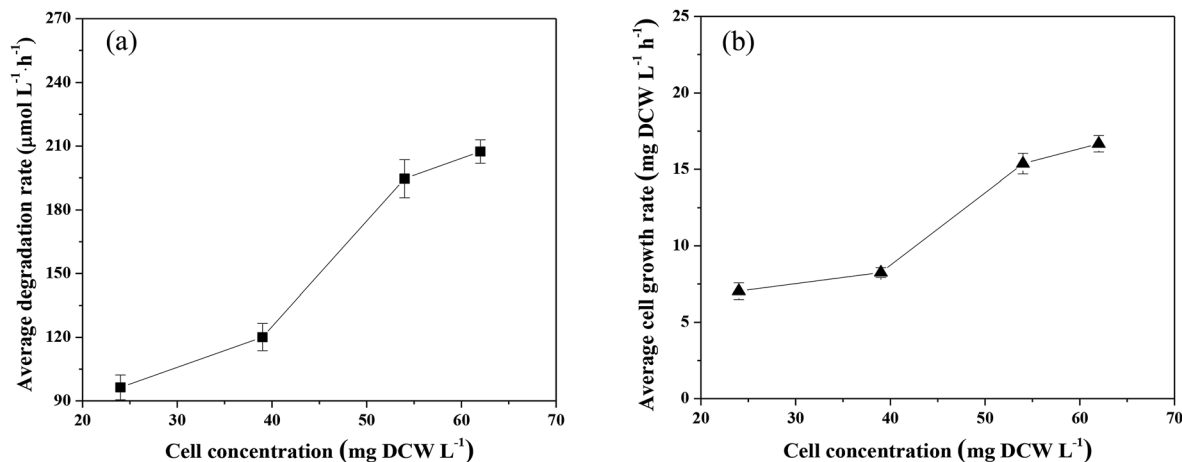 (a)
Average degradation rate (μmol L⁻¹·h⁻¹)
270
240
210
180
150
120
90
20 30 40 50 60 70
Cell concentration (mg DCW L⁻¹)
(b)
Average cell growth rate (mg DCW L⁻¹ h⁻¹)
25
20
15
10
5
0
20 30 40 50 60 70
Cell concentration (mg DCW L⁻¹)